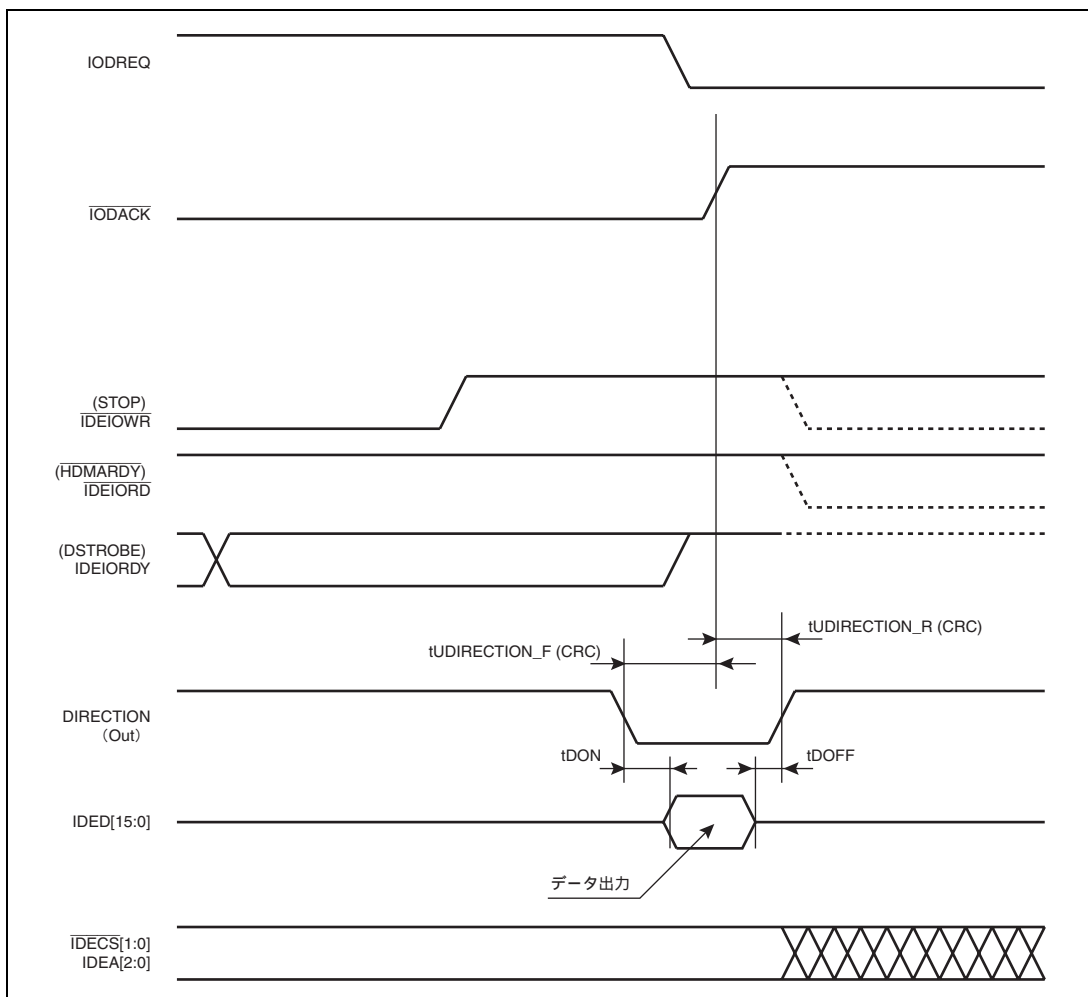 IODREQ
IODACK
(STOP)
IDEIOWR
(HDMARDY)
IDEIORD
(DSTROBE)
IDEIORDY
tUDIRECTION_R (CRC)
tUDIRECTION_F (CRC)
DIRECTION
（Out）
tDON
tDOFF
IDED[15:0]
データ出力
IDECS[1:0]
IDEA[2:0]